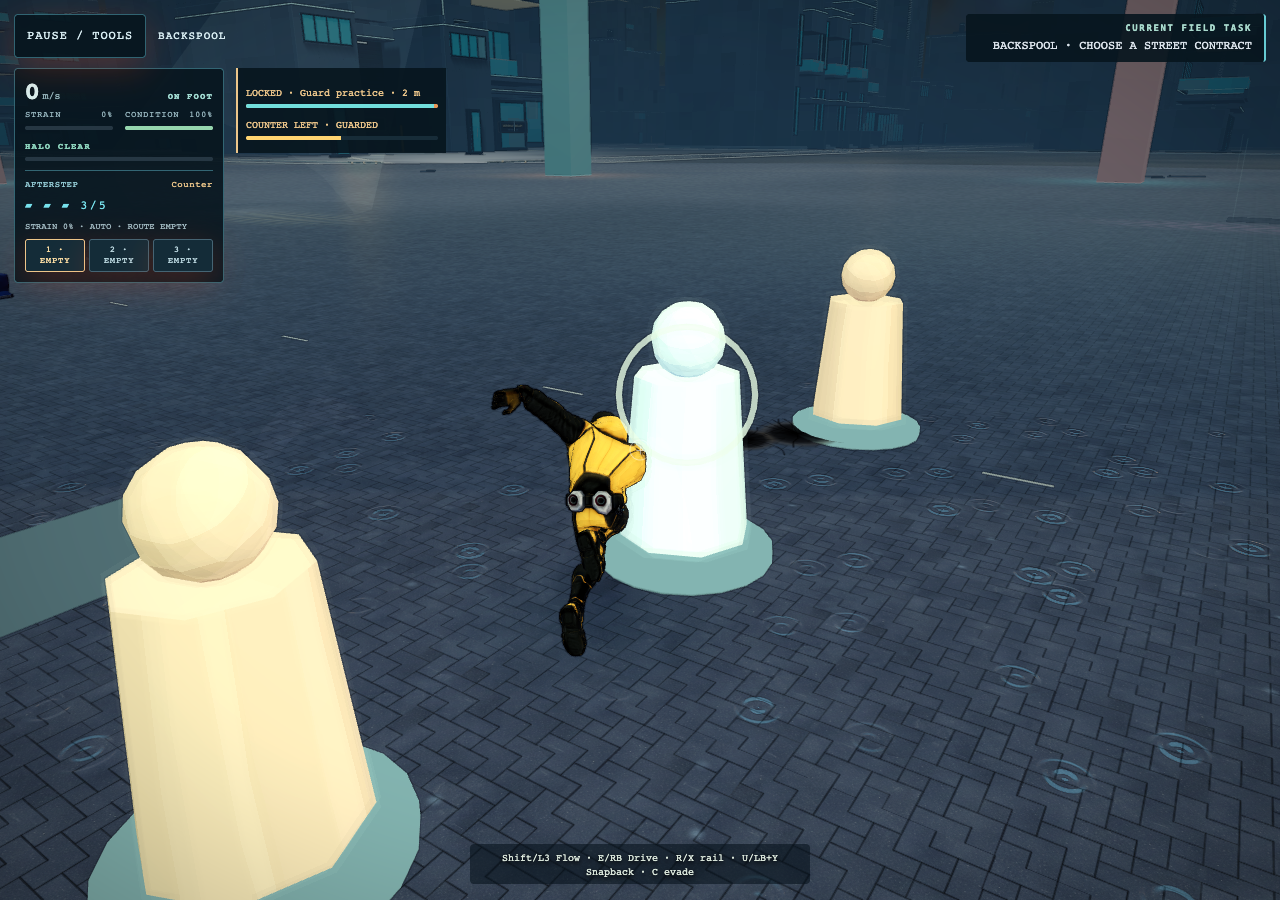 PAUSE / TOOLS
BACKSPOOL
CURRENT FIELD TASK
BACKSPOOL · CHOOSE A STREET CONTRACT
0 m/s
ON FOOT
STRAIN 0%
CONDITION 100%
HALO CLEAR
AFTERSTEP
Counter
3/5
STRAIN 0% · AUTO · ROUTE EMPTY
1 · EMPTY
2 · EMPTY
3 · EMPTY
LOCKED · Guard practice · 2 m
COUNTER LEFT · GUARDED
Shift/L3 Flow · E/RB Drive · R/X rail · U/LB+Y
Snapback · C evade